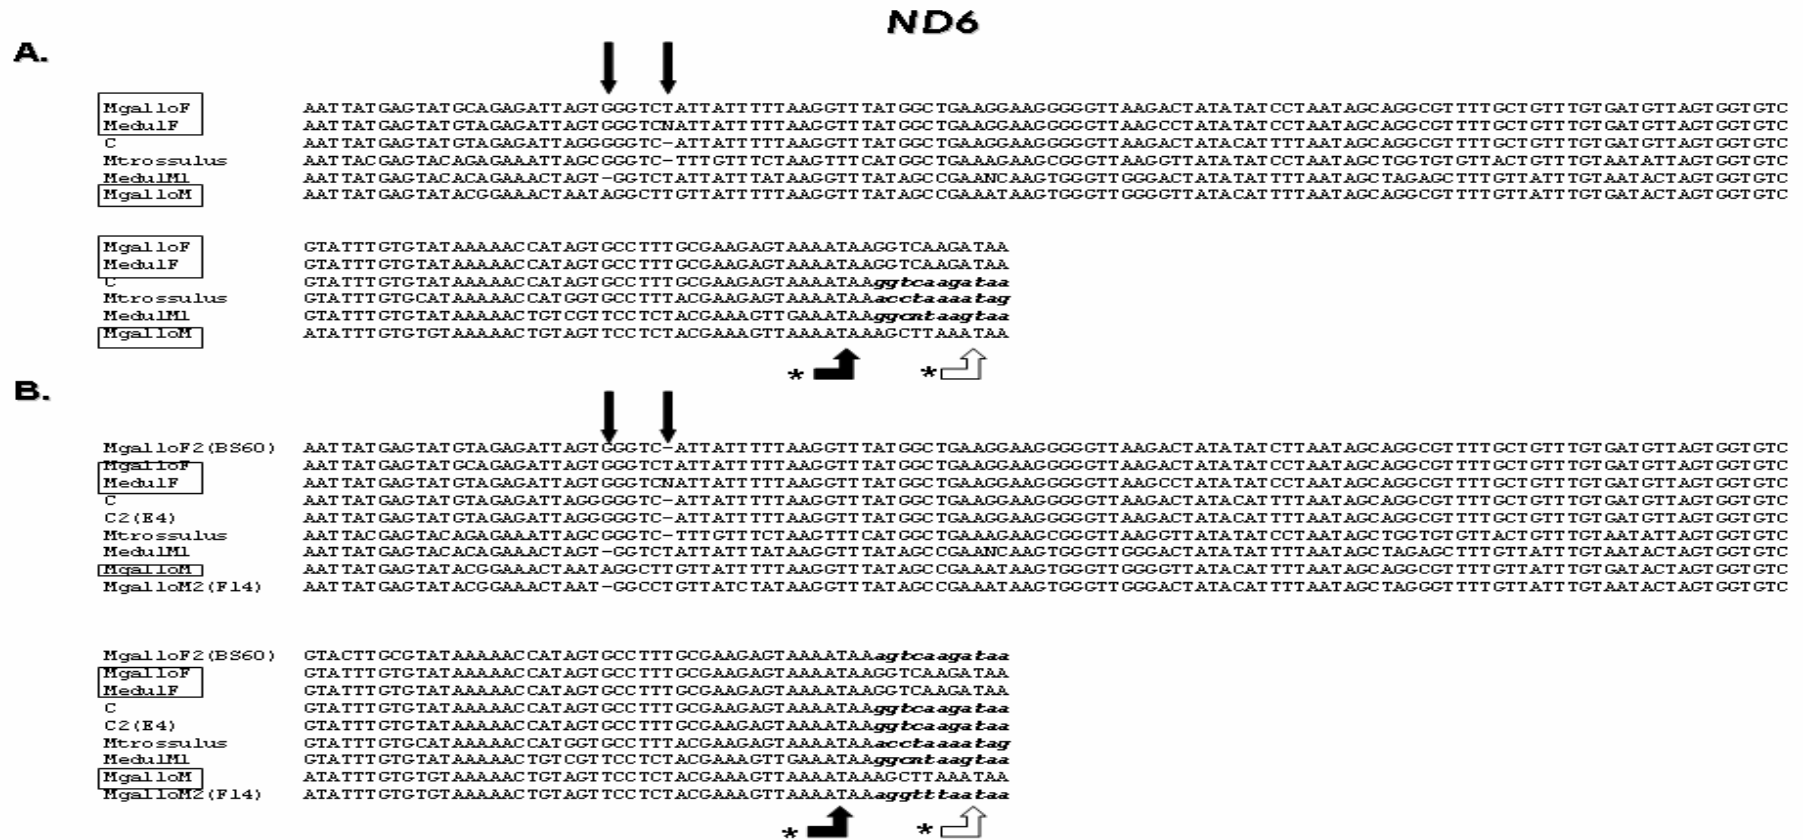 ND6
A.
MgalloF AATTATGAGTATGCAGAGATTAGTGGGTCTATTATTTTTAAGGTTTATGGCTGAAGGAAGGGGGTTAAGACTATATATCCTAATAGCAGGCGTTTTGCTGTTTGTGATGTTAGTGGTGTC
MedulF AATTATGAGTATGTAGAGATTAGTGGGTCNATTATTTTTAAGGTTTATGGCTGAAGGAAGGGGGTTAAGCCTATATATCCTAATAGCAGGCGTTTTGCTGTTTGTGATGTTAGTGGTGTC
C AATTATGAGTATGTAGAGATTAGGGGGTC-ATTATTTTTAAGGTTTATGGCTGAAGGAAGGGGGTTAAGACTATACATTTTAATAGCAGGCGTTTTGCTGTTTGTGATGTTAGTGGTGTC
Mtrossulus AATTACGAGTACAGAGAAATTAGCGGGTC-TTTGTTTCTAAGTTTCATGGCTGAAAGAAGCGGGTTAAGGTTATATATCCTAATAGCTGGTGTGTTACTGTTTGTAATATTAGTGGTGTC
MedulM1 AATTATGAGTACACAGAAACTAGT-GGTCTATTATTTATAAGGTTTATAGCCGAANCAAGTGGGTTGGGACTATATATTTTAATAGCTAGAGCTTTGTTATTTGTAATACTAGTGGTGTC
MgalloM AATTATGAGTATACGGAAACTAATAGGCTTGTTATTTTTAAGGTTTATAGCCGAAATAAGTGGGTTGGGGTTATACATTTTAATAGCAGGCGTTTTGTTATTTGTGATACTAGTGGTGTC
MgalloF GTATTTGTGTATAAAAACCATAGTGCCTTTGCGAAGAGTAAAATAAGGTCAAGATAA
MedulF GTATTTGTGTATAAAAACCATAGTGCCTTTGCGAAGAGTAAAATAAGGTCAAGATAA
C GTATTTGTGTATAAAAACCATAGTGCCTTTGCGAAGAGTAAAATAAggtcaagataa
Mtrossulus GTATTTGTGCATAAAAACCATGGTGCCTTTACGAAGAGTAAAATAAacctaaaatag
MedulM1 GTATTTGTGTATAAAAACTGTCGTTCCTCTACGAAAGTTGAAATAAggcntaagtaa
MgalloM ATATTTGTGTGTAAAAACTGTAGTTCCTCTACGAAAGTTAAAATAAAGCTTAAATAA
* *
B.
MgalloF2(BS60) AATTATGAGTATGTAGAGATTAGTGGGTC-ATTATTTTTAAGGTTTATGGCTGAAGGAAGGGGGTTAAGACTATATATCTTAATAGCAGGCGTTTTGCTGTTTGTGATGTTAGTGGTGTC
MgalloF AATTATGAGTATGCAGAGATTAGTGGGTCTATTATTTTTAAGGTTTATGGCTGAAGGAAGGGGGTTAAGACTATATATCCTAATAGCAGGCGTTTTGCTGTTTGTGATGTTAGTGGTGTC
MedulF AATTATGAGTATGTAGAGATTAGTGGGTCNATTATTTTTAAGGTTTATGGCTGAAGGAAGGGGGTTAAGCCTATATATCCTAATAGCAGGCGTTTTGCTGTTTGTGATGTTAGTGGTGTC
C AATTATGAGTATGTAGAGATTAGGGGGTC-ATTATTTTTAAGGTTTATGGCTGAAGGAAGGGGGTTAAGACTATACATTTTAATAGCAGGCGTTTTGCTGTTTGTGATGTTAGTGGTGTC
C2(E4) AATTATGAGTATGTAGAGATTAGGGGGTC-ATTATTTTTAAGGTTTATGGCTGAAGGAAGGGGGTTAAGACTATACATTTTAATAGCAGGCGTTTTGCTGTTTGTGATGTTAGTGGTGTC
Mtrossulus AATTACGAGTACAGAGAAATTAGCGGGTC-TTTGTTTCTAAGTTTCATGGCTGAAAGAAGCGGGTTAAGGTTATATATCCTAATAGCTGGTGTGTTACTGTTTGTAATATTAGTGGTGTC
MedulM1 AATTATGAGTACACAGAAACTAGT-GGTCTATTATTTATAAGGTTTATAGCCGAANCAAGTGGGTTGGGACTATATATTTTAATAGCTAGAGCTTTGTTATTTGTAATACTAGTGGTGTC
MgalloM AATTATGAGTATACGGAAACTAATAGGCTTGTTATTTTTAAGGTTTATAGCCGAAATAAGTGGGTTGGGGTTATACATTTTAATAGCAGGCGTTTTGTTATTTGTGATACTAGTGGTGTC
MgalloM2(F14) AATTATGAGTATACGGAAACTAAT-GGCCTGTTATCTATAAGGTTTATAGCCGAAATAAGTGGGTTGGGACTATACATTTTAATAGCTAGGGTTTTGTTATTTGTAATACTAGTGGTGTC
MgalloF2(BS60) GTACTTGCGTATAAAAACCATAGTGCCTTTGCGAAGAGTAAAATAAagtcaagataa
MgalloF GTATTTGTGTATAAAAACCATAGTGCCTTTGCGAAGAGTAAAATAAGGTCAAGATAA
MedulF GTATTTGTGTATAAAAACCATAGTGCCTTTGCGAAGAGTAAAATAAGGTCAAGATAA
C GTATTTGTGTATAAAAACCATAGTGCCTTTGCGAAGAGTAAAATAAggtcaagataa
C2(E4) GTATTTGTGTATAAAAACCATAGTGCCTTTGCGAAGAGTAAAATAAggtcaagataa
Mtrossulus GTATTTGTGCATAAAAACCATGGTGCCTTTACGAAGAGTAAAATAAacctaaaatag
MedulM1 GTATTTGTGTATAAAAACTGTCGTTCCTCTACGAAAGTTGAAATAAggcntaagtaa
MgalloM ATATTTGTGTGTAAAAACTGTAGTTCCTCTACGAAAGTTAAAATAAAGCTTAAATAA
MgalloM2(F14) ATATTTGTGTGTAAAAACTGTAGTTCCTCTACGAAAGTTAAAATAAaggtttaataa
* *